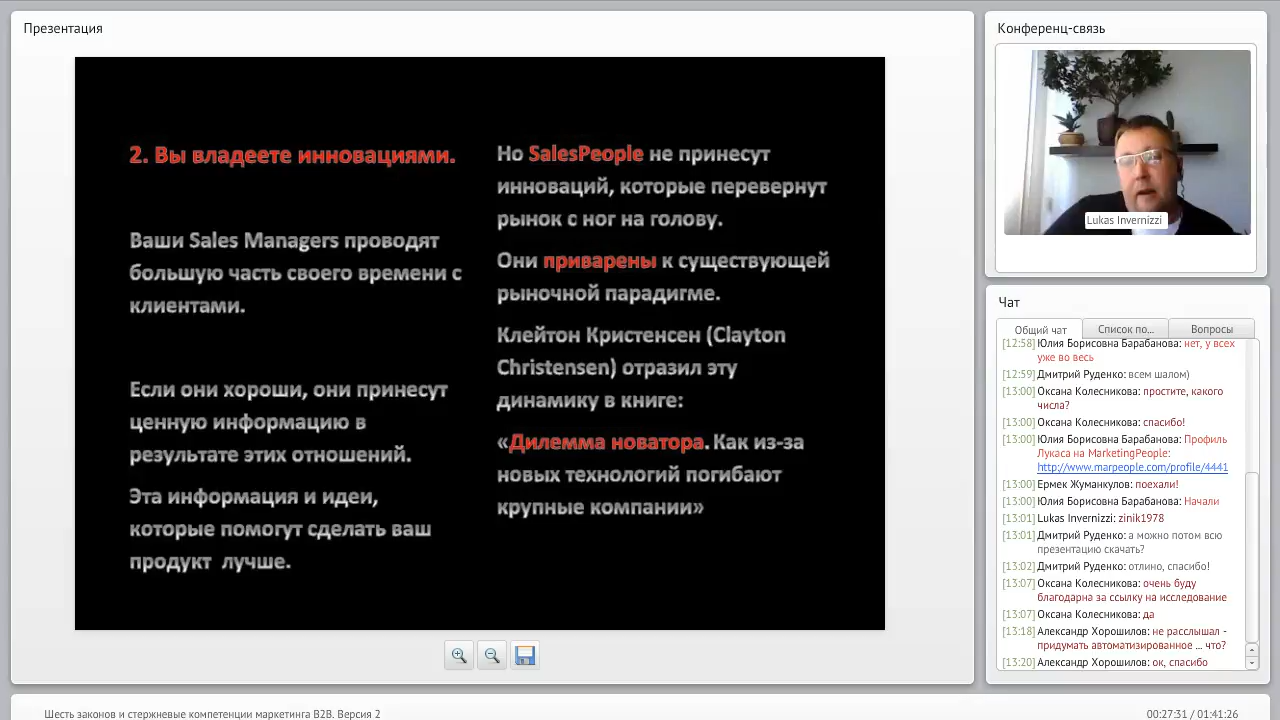 Презентация
2. Вы владеете инновациями.
Ваши Sales Managers проводят
большую часть своего времени с
клиентами.
Если они хороши, они принесут
ценную информацию в
результате этих отношений.
Эта информация и идеи,
которые помогут сделать ваш
продукт лучше.
Но SalesPeople не принесут
инноваций, которые перевернут
рынок с ног на голову.
Они приварены к существующей
рыночной парадигме.
Клейтон Кристенсен (Clayton
Christensen) отразил эту
динамику в книге:
«Дилемма новатора. Как из-за
новых технологий погибают
крупные компании»
Конференц-связь
Lukas Invernizzi
Чат
Общий чат
Список по...
Вопросы
[12:58] Юлия Борисовна Барабанова: нет, у всех
уже во весь
[12:59] Дмитрий Руденко: всем шалом)
[13:00] Оксана Колесникова: простите, какого
числа?
[13:00] Оксана Колесникова: спасибо!
[13:00] Юлия Борисовна Барабанова: Профиль
Лукаса на MarketingPeople:
http://www.marpeople.com/profile/4441
[13:00] Ермек Жуманкулов: поехали!
[13:00] Юлия Борисовна Барабанова: Начали
[13:01] Lukas Invernizzi: zinik1978
[13:01] Дмитрий Руденко: а можно потом всю
презентацию скачать?
[13:02] Дмитрий Руденко: отлино, спасибо!
[13:07] Оксана Колесникова: очень буду
благодарна за ссылку на исследование
[13:07] Оксана Колесникова: да
[13:18] Александр Хорошилов: не расслышал -
придумать автоматизированное ... что?
[13:20] Александр Хорошилов: ок, спасибо
Шесть законов и стержневые компетенции маркетинга B2B. Версия 2
00:27:31 / 01:41:26